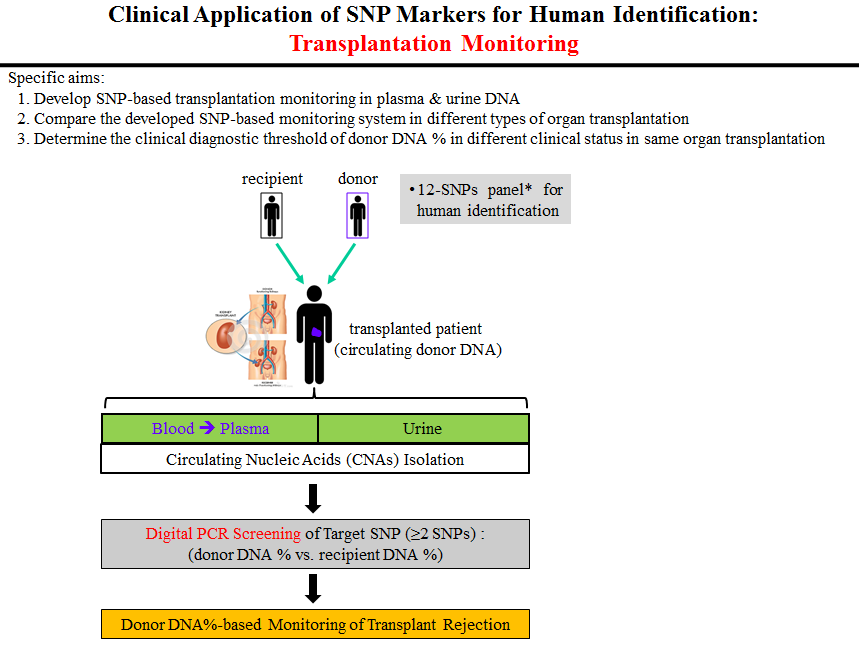 Clinical Application of SNP Markers for Human Identification:
Transplantation Monitoring
Specific aims:
1. Develop SNP-based transplantation monitoring in plasma & urine DNA
2. Compare the developed SNP-based monitoring system in different types of organ transplantation
3. Determine the clinical diagnostic threshold of donor DNA % in different clinical status in same organ transplantation
recipient
donor
•12-SNPs panel* for
human identification
transplanted patient
(circulating donor DNA)
Blood ➔ Plasma
Urine
Circulating Nucleic Acids (CNAs) Isolation
Digital PCR Screening of Target SNP (≥2 SNPs) :
(donor DNA % vs. recipient DNA %)
Donor DNA%-based Monitoring of Transplant Rejection